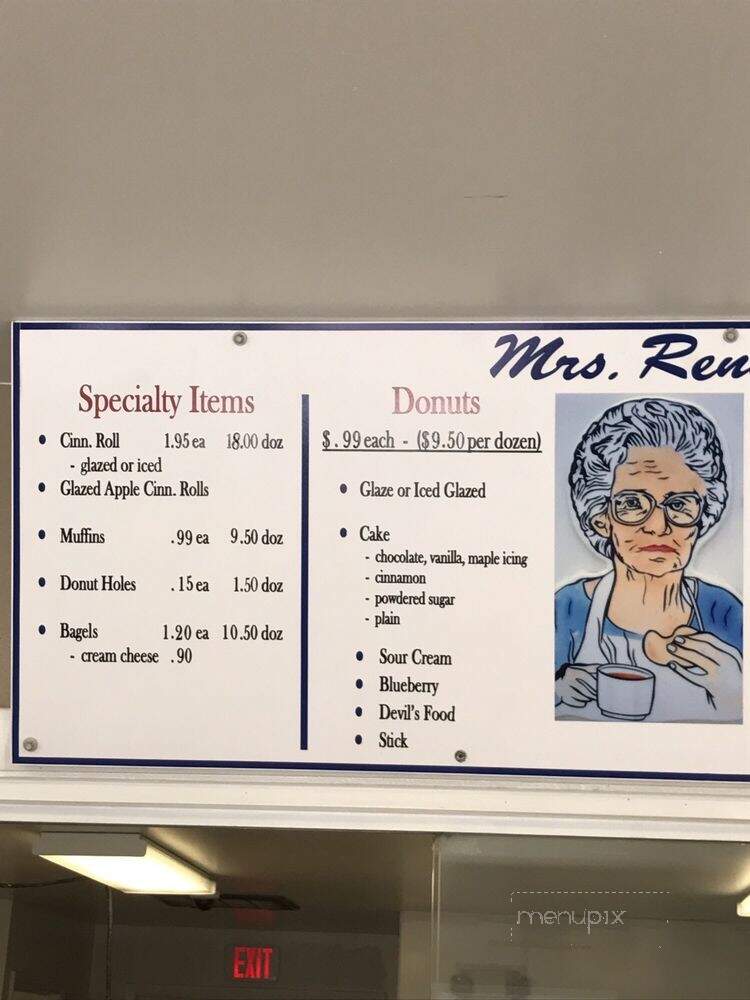 Mrs. Ren
Specialty Items
• Cinn. Roll 1.95 ea 18.00 doz
- glazed or iced
• Glazed Apple Cinn. Rolls
• Muffins .99 ea 9.50 doz
• Donut Holes .15 ea 1.50 doz
• Bagels 1.20 ea 10.50 doz
- cream cheese .90
Donuts
$.99 each - ($9.50 per dozen)
• Glaze or Iced Glazed
• Cake
- chocolate, vanilla, maple icing
- cinnamon
- powdered sugar
- plain
• Sour Cream
• Blueberry
• Devil's Food
• Stick
menupix
EXIT